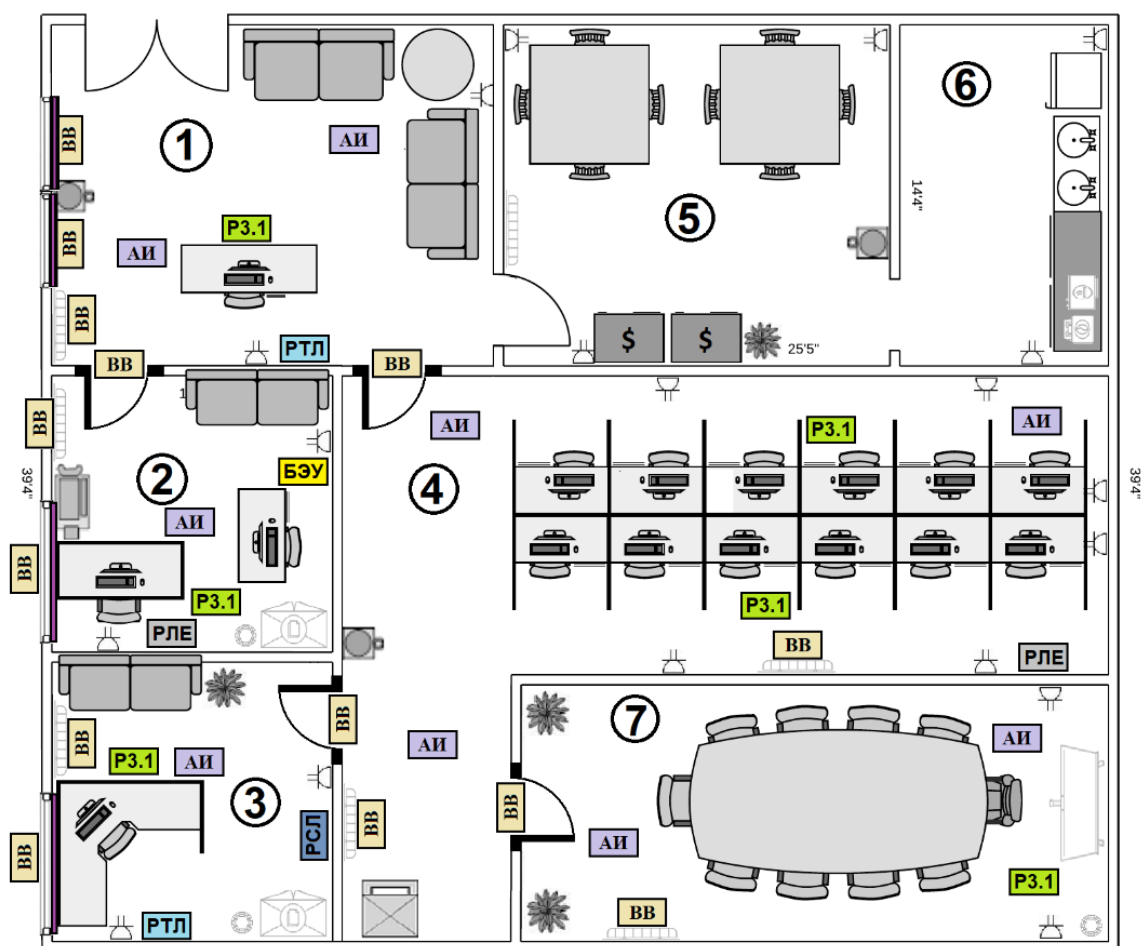 1
АИ
ВВ
6
14'4"
5
Р3.1
АИ
ВВ
ВВ
РТЛ
$
$
25'5"
ВВ
ВВ
ВВ
АИ
Р3.1
АИ
39'4"
2
БЭУ
4
39'4"
АИ
ВВ
Р3.1
РЛЕ
Р3.1
ВВ
РЛЕ
ВВ
ВВ
Р3.1
АИ
АИ
7
АИ
3
РСЛ
ВВ
ВВ
АИ
ВВ
РТЛ
ВВ
Р3.1